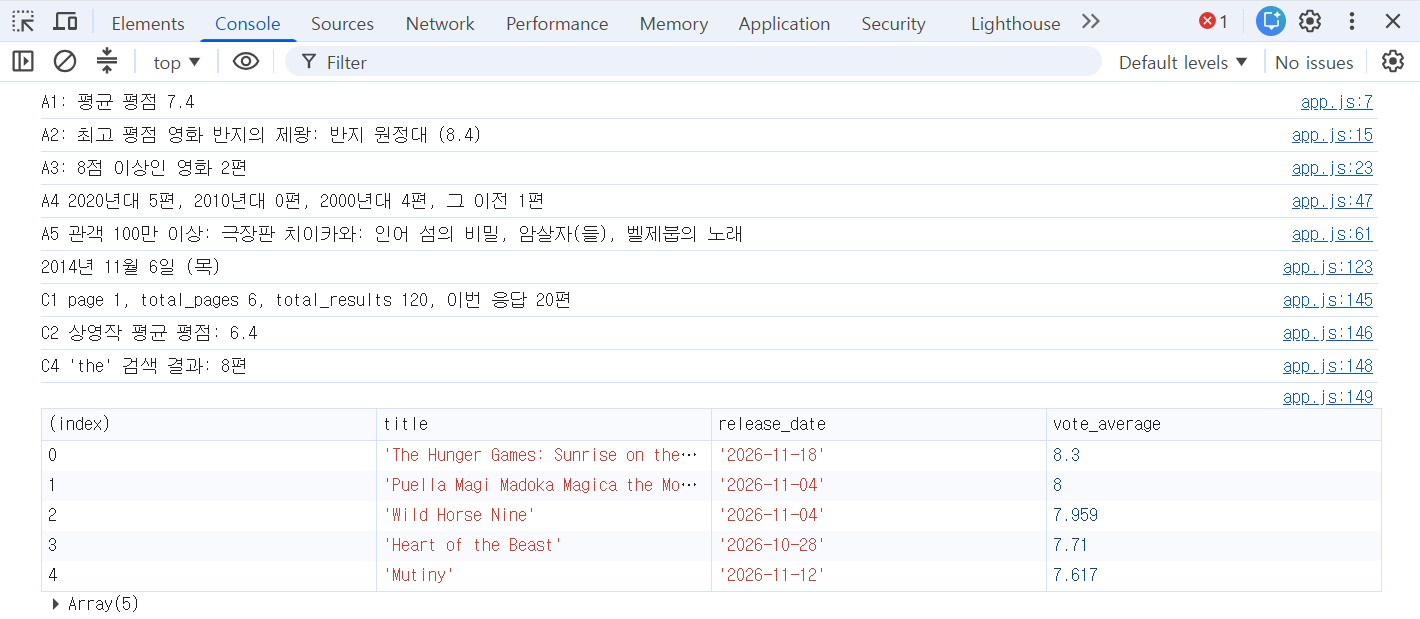 Elements Console Sources Network Performance Memory Application Security Lighthouse 1
top Filter Default levels No issues
A1: 평균 평점 7.4 app.js:7
A2: 최고 평점 영화 반지의 제왕: 반지 원정대 (8.4) app.js:15
A3: 8점 이상인 영화 2편 app.js:23
A4 2020년대 5편, 2010년대 0편, 2000년대 4편, 그 이전 1편 app.js:47
A5 관객 100만 이상: 극장판 치이카와: 인어 섬의 비밀, 암살자(들), 벨제붑의 노래 app.js:61
2014년 11월 6일 (목) app.js:123
C1 page 1, total_pages 6, total_results 120, 이번 응답 20편 app.js:145
C2 상영작 평균 평점: 6.4 app.js:146
C4 'the' 검색 결과: 8편 app.js:148
app.js:149
(index) title release_date vote_average
0 'The Hunger Games: Sunrise on the… '2026-11-18' 8.3
1 'Puella Magi Madoka Magica the Mo… '2026-11-04' 8
2 'Wild Horse Nine' '2026-11-04' 7.959
3 'Heart of the Beast' '2026-10-28' 7.71
4 'Mutiny' '2026-11-12' 7.617
Array(5)